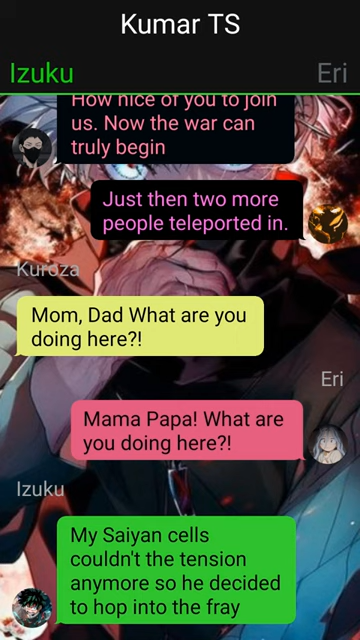 Kumar TS
Izuku
Eri
How nice of you to join
us. Now the war can
truly begin
Just then two more
people teleported in.
Kuroza
Mom, Dad What are you
doing here?!
Eri
Mama Papa! What are
you doing here?!
Izuku
My Saiyan cells
couldn't the tension
anymore so he decided
to hop into the fray